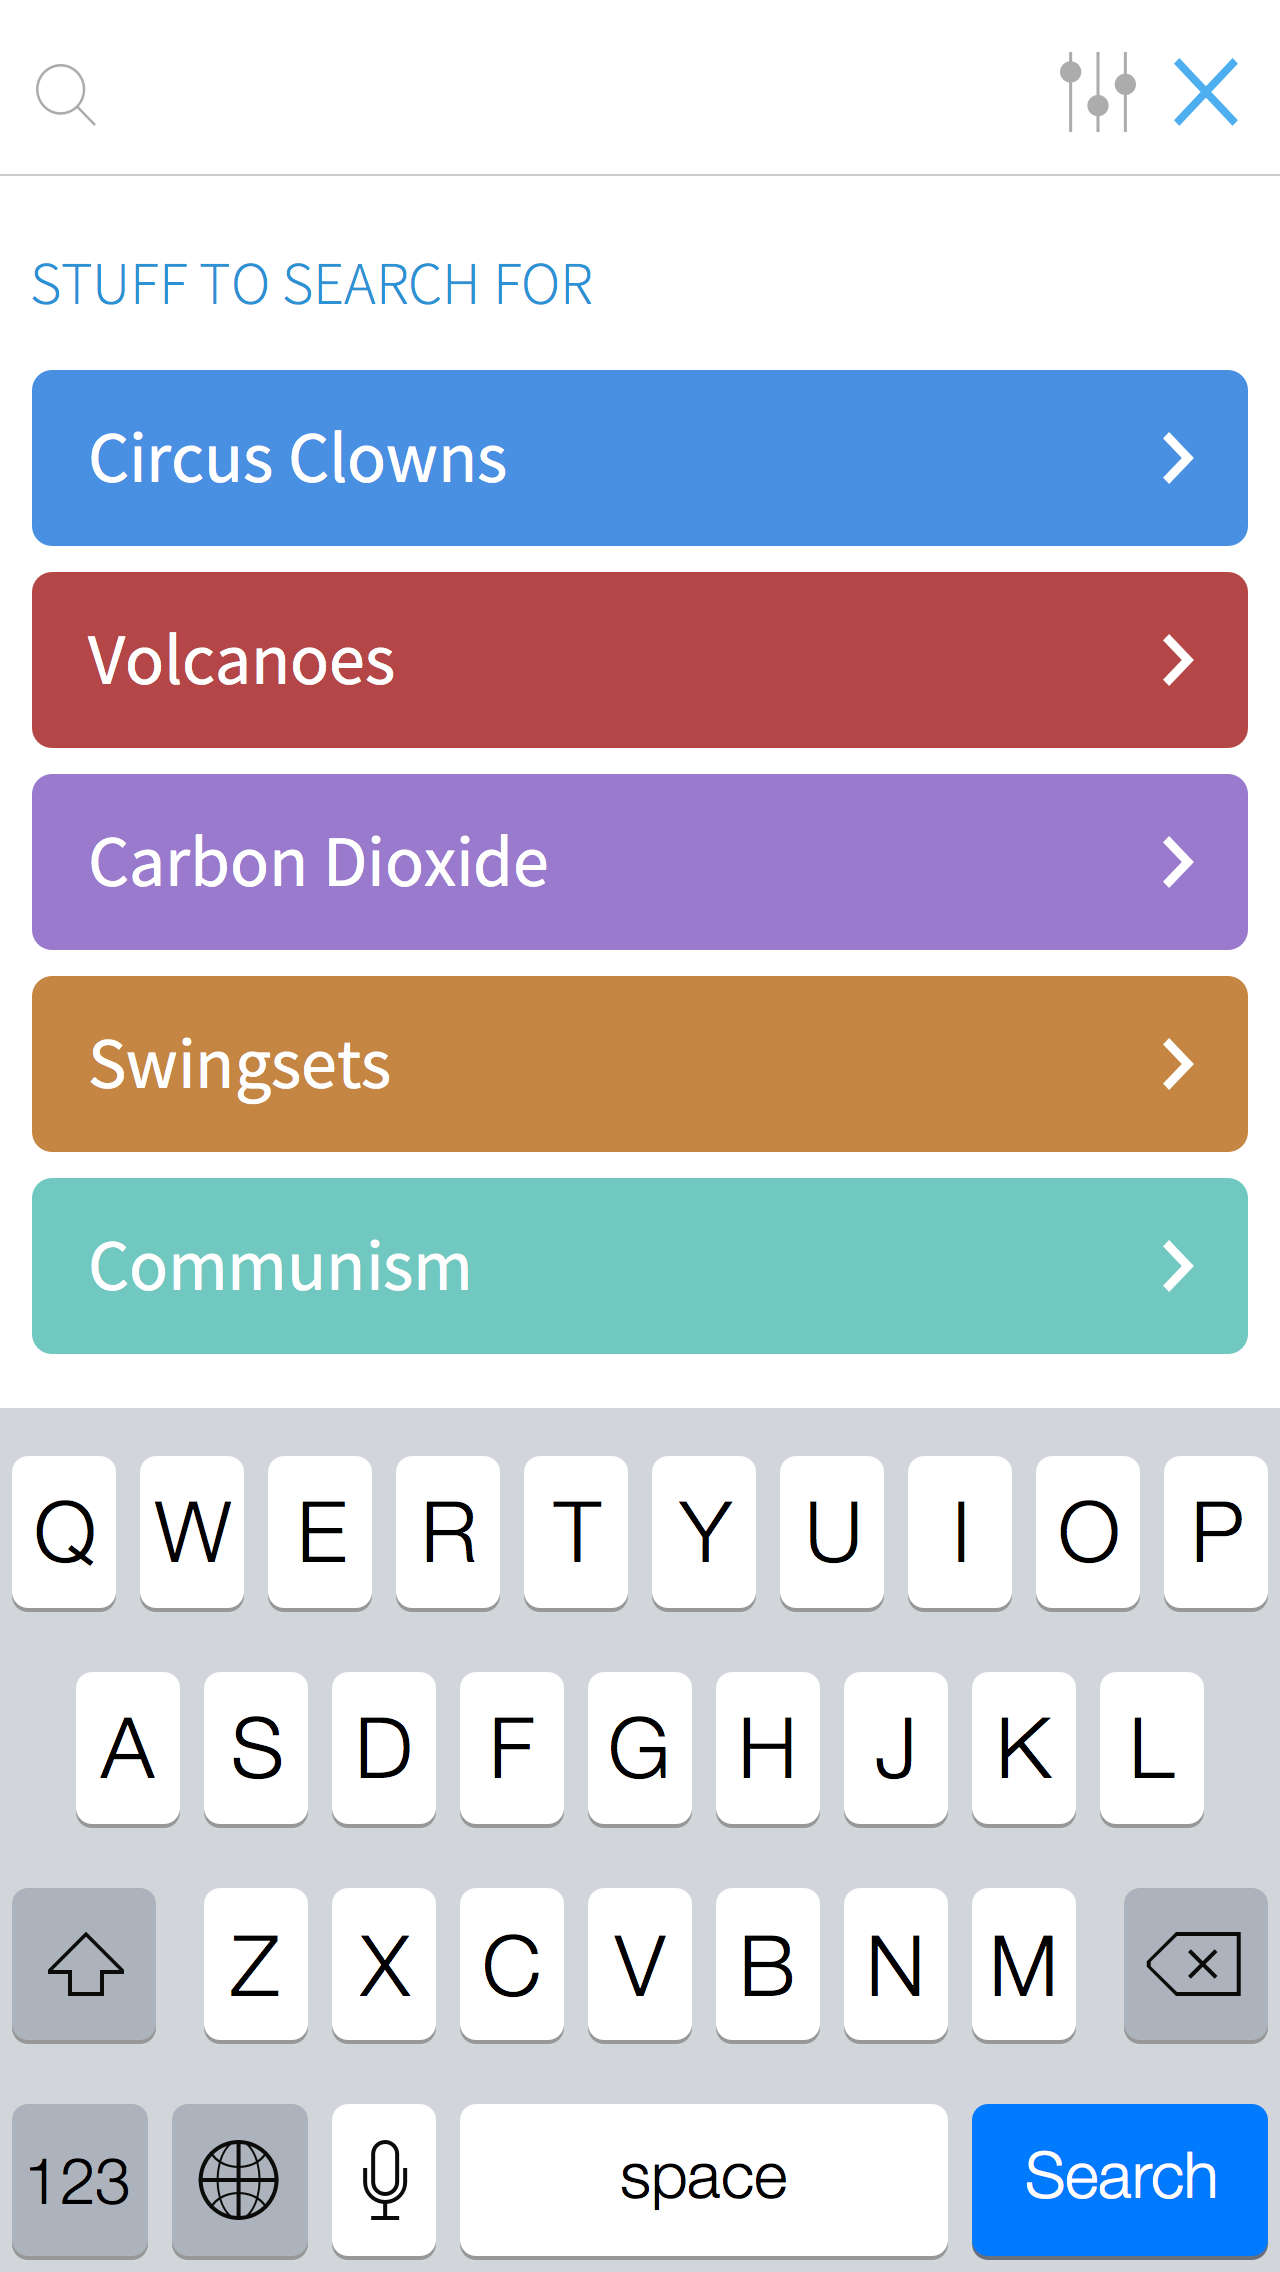 STUFF TO SEARCH FOR
Circus Clowns
Volcanoes
Carbon Dioxide
Swingsets
Communism
Q W E R T Y U I O P
A S D F G H J K L
Z X C V B N M
123 space Search